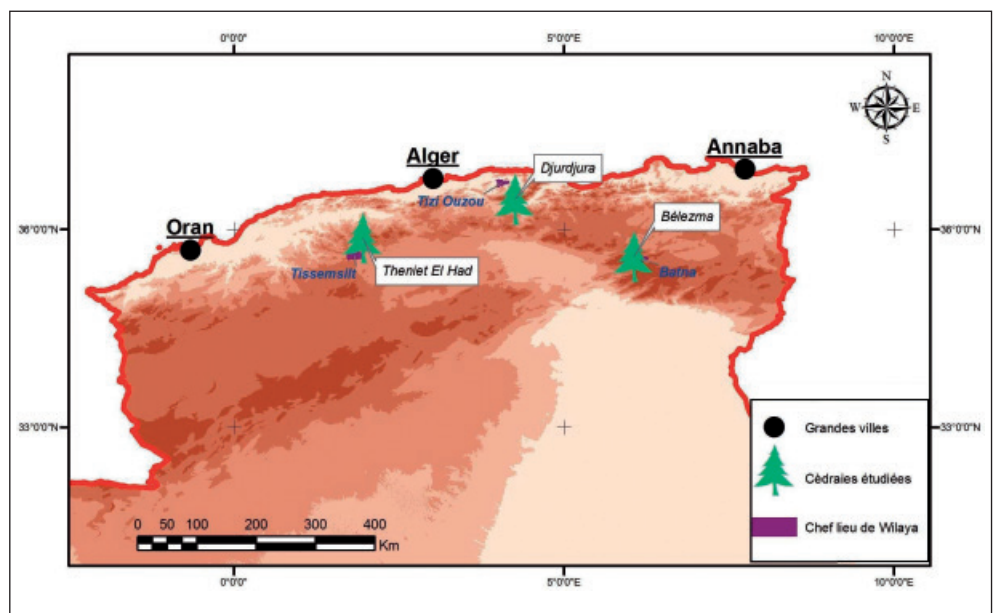 0°0'0" 5°0'0"E 10°0'0"E
N
W E
S
Annaba
Alger
Djurdjura
Tizi Ouzou
Bélezma
36°0'0"N 36°0'0"N
Oran
Tissemsilt Theniet El Had Batna
33°0'0"N 33°0'0"N
Grandes villes
Cèdraies étudiées
Chef lieu de Wilaya
0 50 100 200 300 400
Km
0°0'0" 5°0'0"E 10°0'0"E